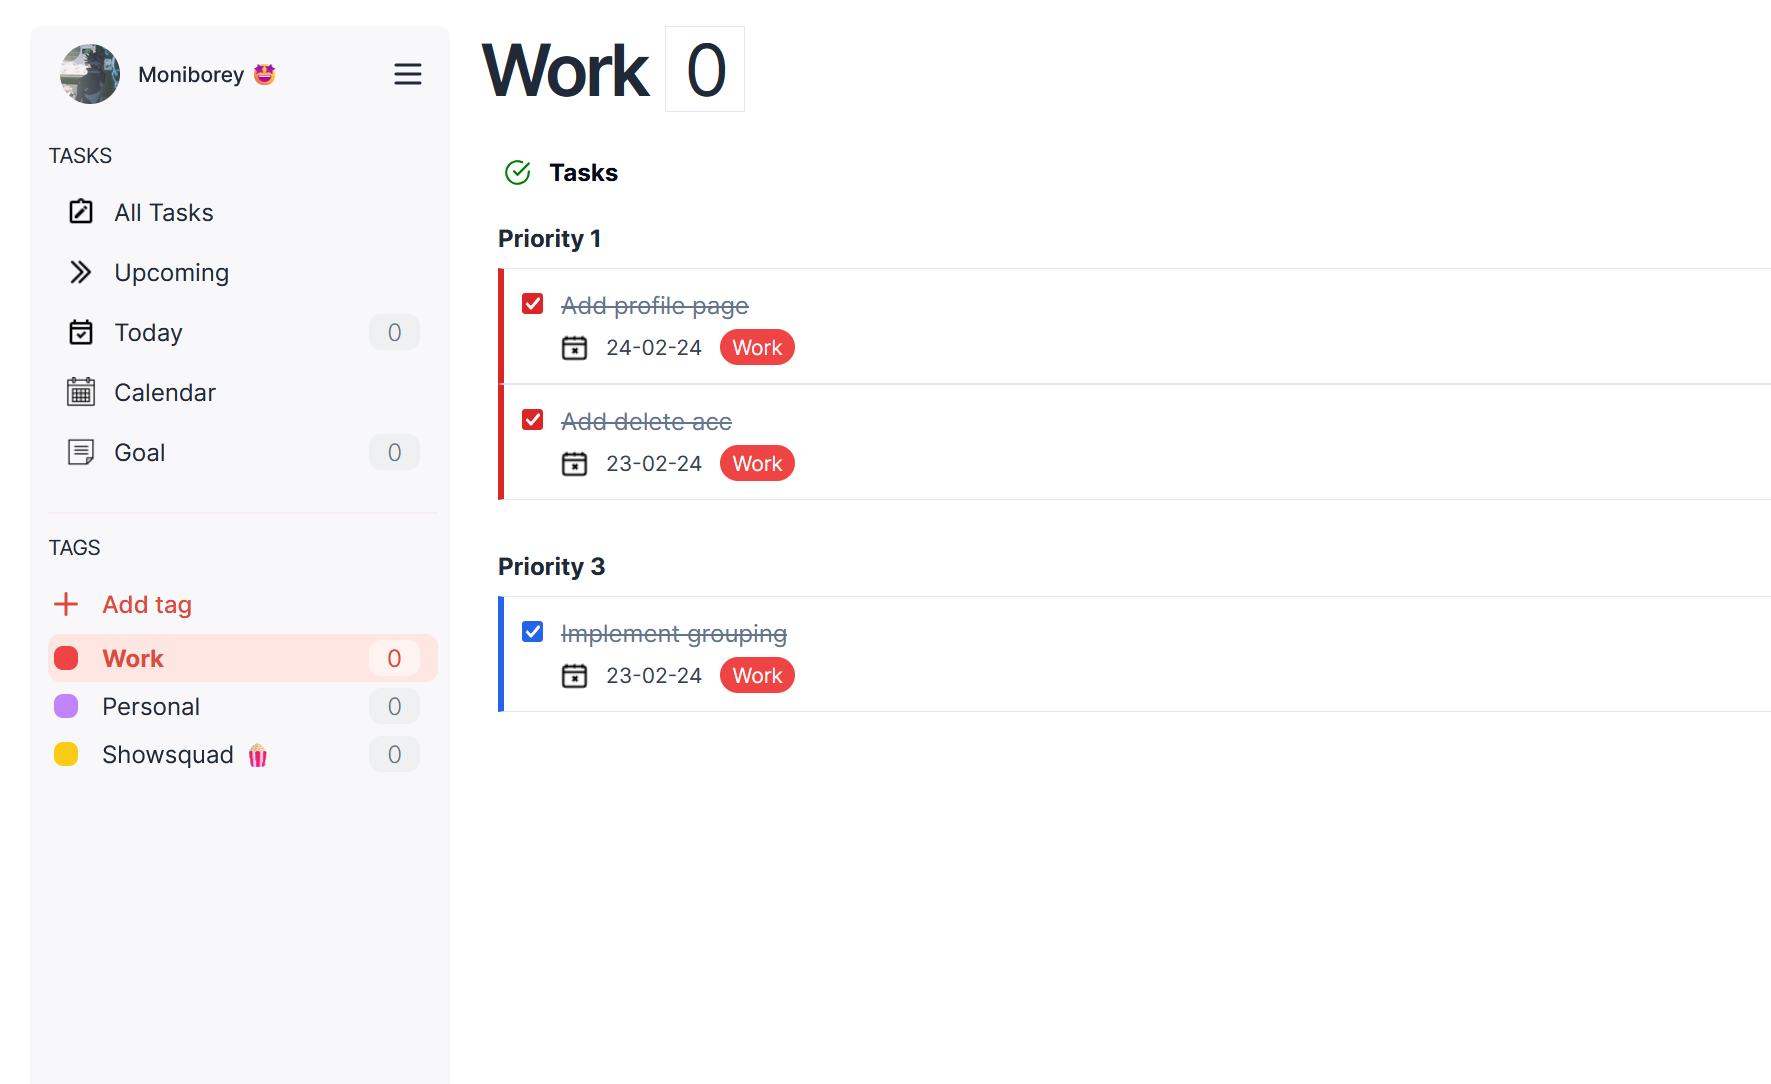 Moniborey 🤩
TASKS
All Tasks
Upcoming
Today 0
Calendar
Goal 0
TAGS
+ Add tag
Work 0
Personal 0
Showsquad 🍿 0
Work 0
Tasks
Priority 1
Add profile page
24-02-24 Work
Add delete acc
23-02-24 Work
Priority 3
Implement grouping
23-02-24 Work